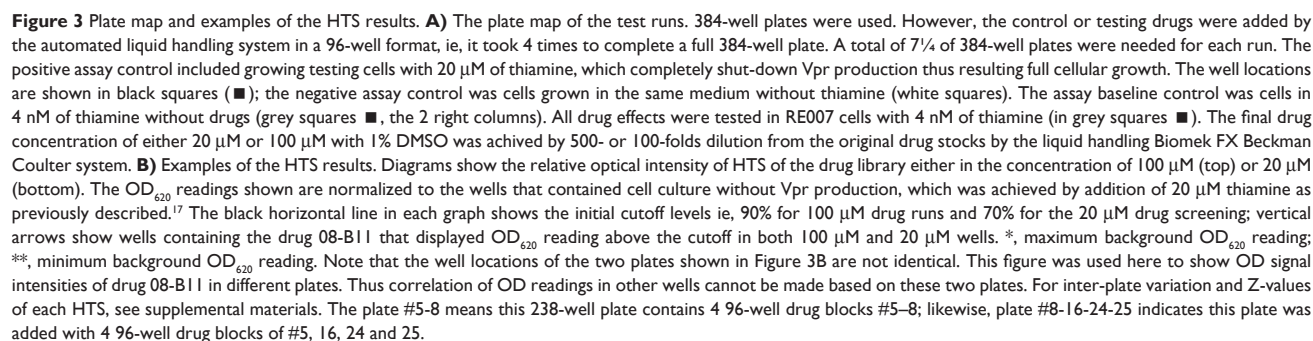 Figure 3 Plate map and examples of the HTS results. A) The plate map of the test runs. 384-well plates were used. However, the control or testing drugs were added by
the automated liquid handling system in a 96-well format, ie, it took 4 times to complete a full 384-well plate. A total of 7¼ of 384-well plates were needed for each run. The
positive assay control included growing testing cells with 20 μM of thiamine, which completely shut-down Vpr production thus resulting full cellular growth. The well locations
are shown in black squares (■); the negative assay control was cells grown in the same medium without thiamine (white squares). The assay baseline control was cells in
4 nM of thiamine without drugs (grey squares ■, the 2 right columns). All drug effects were tested in RE007 cells with 4 nM of thiamine (in grey squares ■). The final drug
concentration of either 20 μM or 100 μM with 1% DMSO was achived by 500- or 100-folds dilution from the original drug stocks by the liquid handling Biomek FX Beckman
Coulter system. B) Examples of the HTS results. Diagrams show the relative optical intensity of HTS of the drug library either in the concentration of 100 μM (top) or 20 μM
(bottom). The OD620 readings shown are normalized to the wells that contained cell culture without Vpr production, which was achieved by addition of 20 μM thiamine as
previously described.17 The black horizontal line in each graph shows the initial cutoff levels ie, 90% for 100 μM drug runs and 70% for the 20 μM drug screening; vertical
arrows show wells containing the drug 08-B11 that displayed OD620 reading above the cutoff in both 100 μM and 20 μM wells. *, maximum background OD620 reading;
**, minimum background OD620 reading. Note that the well locations of the two plates shown in Figure 3B are not identical. This figure was used here to show OD signal
intensities of drug 08-B11 in different plates. Thus correlation of OD readings in other wells cannot be made based on these two plates. For inter-plate variation and Z-values
of each HTS, see supplemental materials. The plate #5-8 means this 238-well plate contains 4 96-well drug blocks #5–8; likewise, plate #8-16-24-25 indicates this plate was
added with 4 96-well drug blocks of #5, 16, 24 and 25.